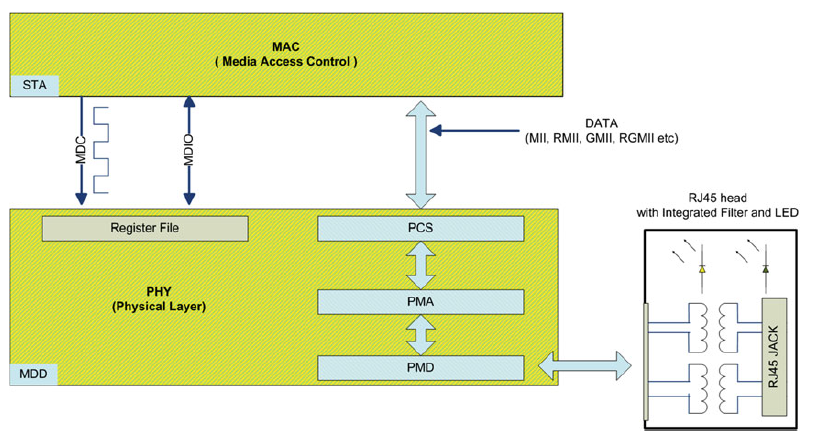 MAC
( Media Access Control )
STA
MDC
MDIO
DATA
(MII, RMII, GMII, RGMII etc)
RJ45 head
with Integrated Filter and LED
Register File
PCS
PHY
(Physical Layer)
PMA
PMD
MDD
RJ45 JACK